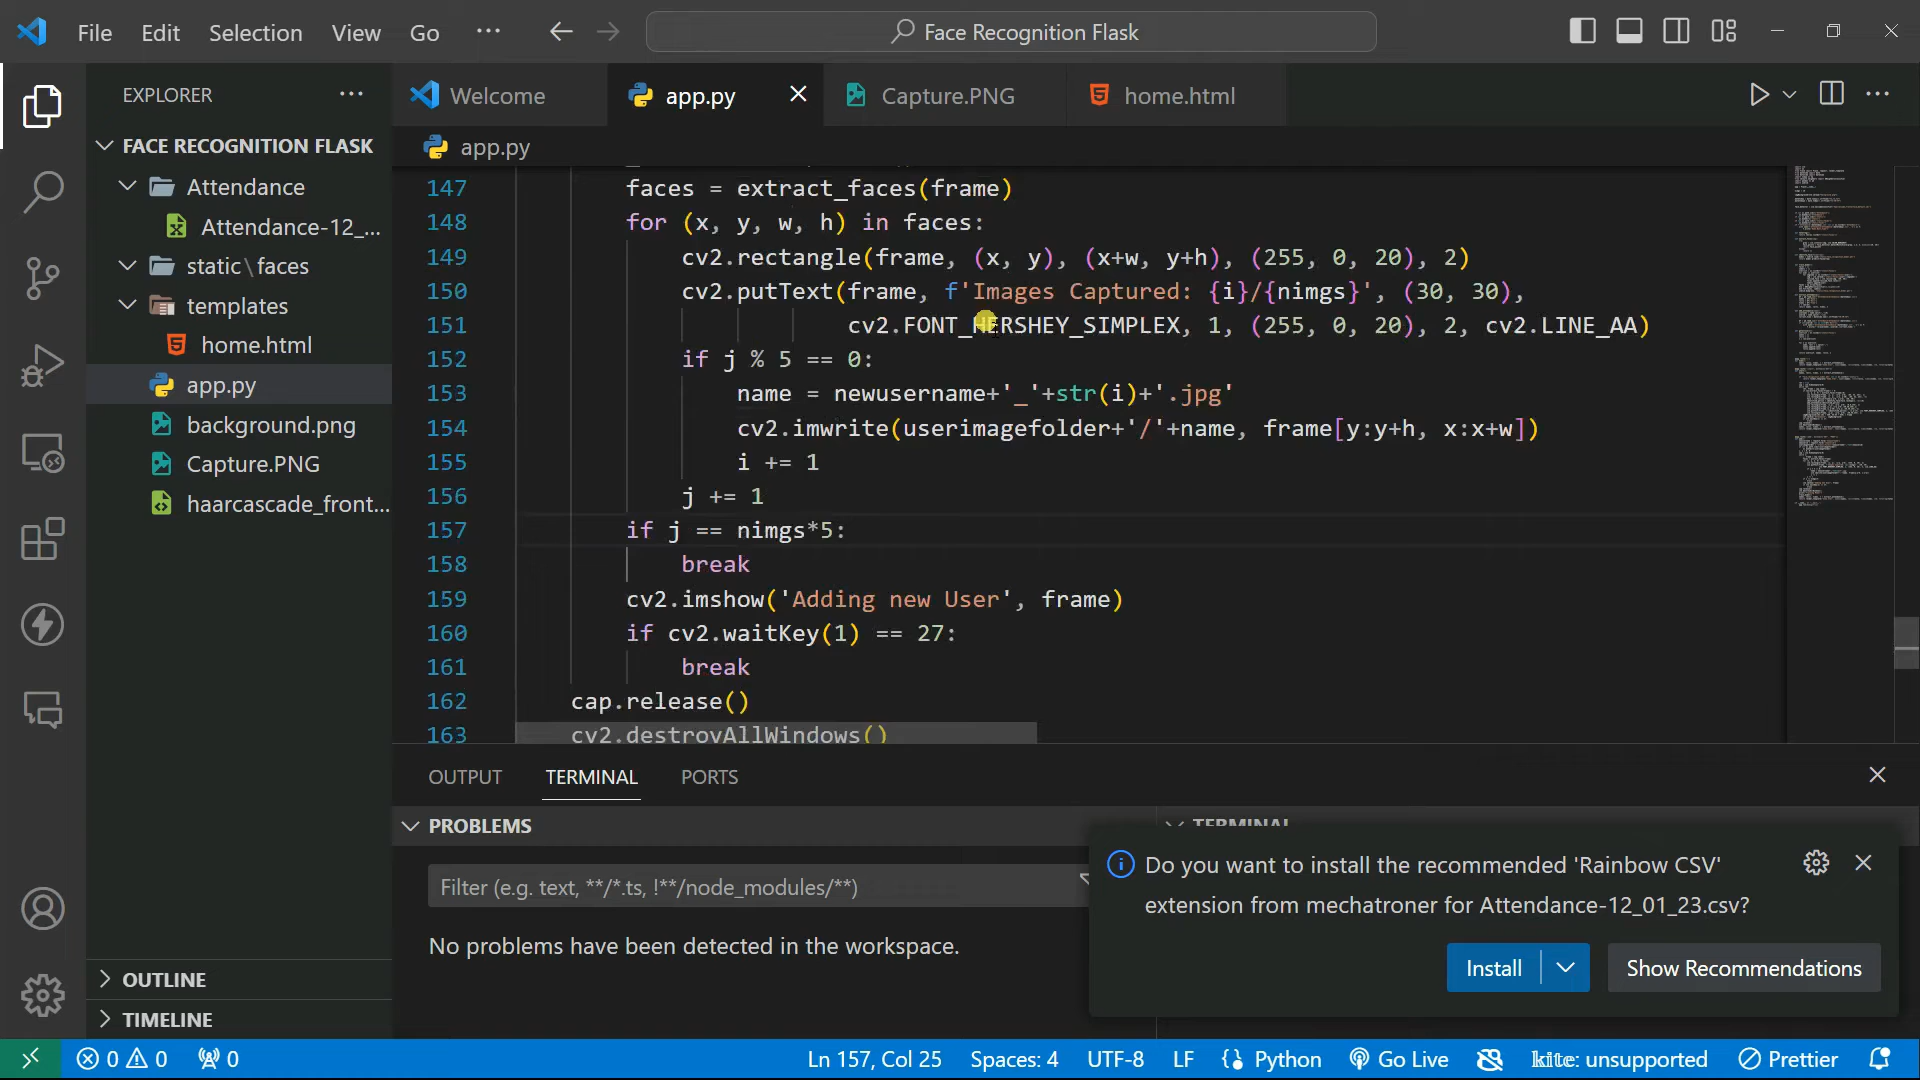 File Edit Selection View Go ··· Face Recognition Flask
EXPLORER ···
FACE RECOGNITION FLASK
Attendance
Attendance-12_...
static\faces
templates
home.html
app.py
background.png
Capture.PNG
haarcascade_front...
OUTLINE
TIMELINE
Welcome app.py Capture.PNG home.html
app.py
147 faces = extract_faces(frame)
148 for (x, y, w, h) in faces:
149 cv2.rectangle(frame, (x, y), (x+w, y+h), (255, 0, 20), 2)
150 cv2.putText(frame, f'Images Captured: {i}/{nimgs}', (30, 30),
151 cv2.FONT_HERSHEY_SIMPLEX, 1, (255, 0, 20), 2, cv2.LINE_AA)
152 if j % 5 == 0:
153 name = newusername+'_'+str(i)+'.jpg'
154 cv2.imwrite(userimagefolder+'/'+name, frame[y:y+h, x:x+w])
155 i += 1
156 j += 1
157 if j == nimgs*5:
158 break
159 cv2.imshow('Adding new User', frame)
160 if cv2.waitKey(1) == 27:
161 break
162 cap.release()
163 cv2.destroyAllWindows()
OUTPUT TERMINAL PORTS
PROBLEMS
TERMINAL
Filter (e.g. text, **/*.ts, !**/node_modules/**)
No problems have been detected in the workspace.
Do you want to install the recommended 'Rainbow CSV'
extension from mechatroner for Attendance-12_01_23.csv?
Install Show Recommendations
0 0 0 Ln 157, Col 25 Spaces: 4 UTF-8 LF Python Go Live kite: unsupported Prettier